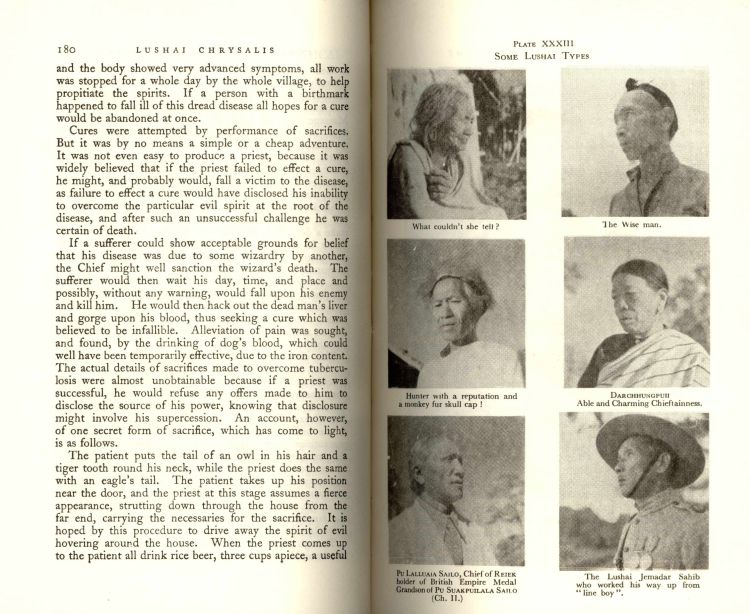 180 LUSHAI CHRYSALIS
and the body showed very advanced symptoms, all work
was stopped for a whole day by the whole village, to help
propitiate the spirits. If a person with a birthmark
happened to fall ill of this dread disease all hopes for a cure
would be abandoned at once.
Cures were attempted by performance of sacrifices.
But it was by no means a simple or a cheap adventure.
It was not even easy to produce a priest, because it was
widely believed that if the priest failed to effect a cure,
he might, and probably would, fall a victim to the disease,
as failure to effect a cure would have disclosed his inability
to overcome the particular evil spirit at the root of the
disease, and after such an unsuccessful challenge he was
certain of death.
If a sufferer could show acceptable grounds for belief
that his disease was due to some wizardry by another,
the Chief might well sanction the wizard's death. The
sufferer would then wait his day, time, and place and
possibly, without any warning, would fall upon his enemy
and kill him. He would then hack out the dead man's liver
and gorge upon his blood, thus seeking a cure which was
believed to be infallible. Alleviation of pain was sought,
and found, by the drinking of dog's blood, which could
well have been temporarily effective, due to the iron content.
The actual details of sacrifices made to overcome tubercu-
losis were almost unobtainable because if a priest was
successful, he would refuse any offers made to him to
disclose the source of his power, knowing that disclosure
might involve his supercession. An account, however,
of one secret form of sacrifice, which has come to light,
is as follows.
The patient puts the tail of an owl in his hair and a
tiger tooth round his neck, while the priest does the same
with an eagle's tail. The patient takes up his position
near the door, and the priest at this stage assumes a fierce
appearance, strutting down through the house from the
far end, carrying the necessaries for the sacrifice. It is
hoped by this procedure to drive away the spirit of evil
hovering around the house. When the priest comes up
to the patient all drink rice beer, three cups apiece, a useful
PLATE XXXIII
SOME LUSHAI TYPES
What couldn't she tell?
The Wise man.
Hunter with a reputation and
a monkey fur skull cap!
DARCHHUNGPUII
Able and Charming Chieftainness.
PU LALLUAIA SAILO, Chief of REIEK
holder of British Empire Medal
Grandson of PU SUAKPUILALA SAILO
(Ch. II.)
The Lushai Jemadar Sahib
who worked his way up from
"line boy".